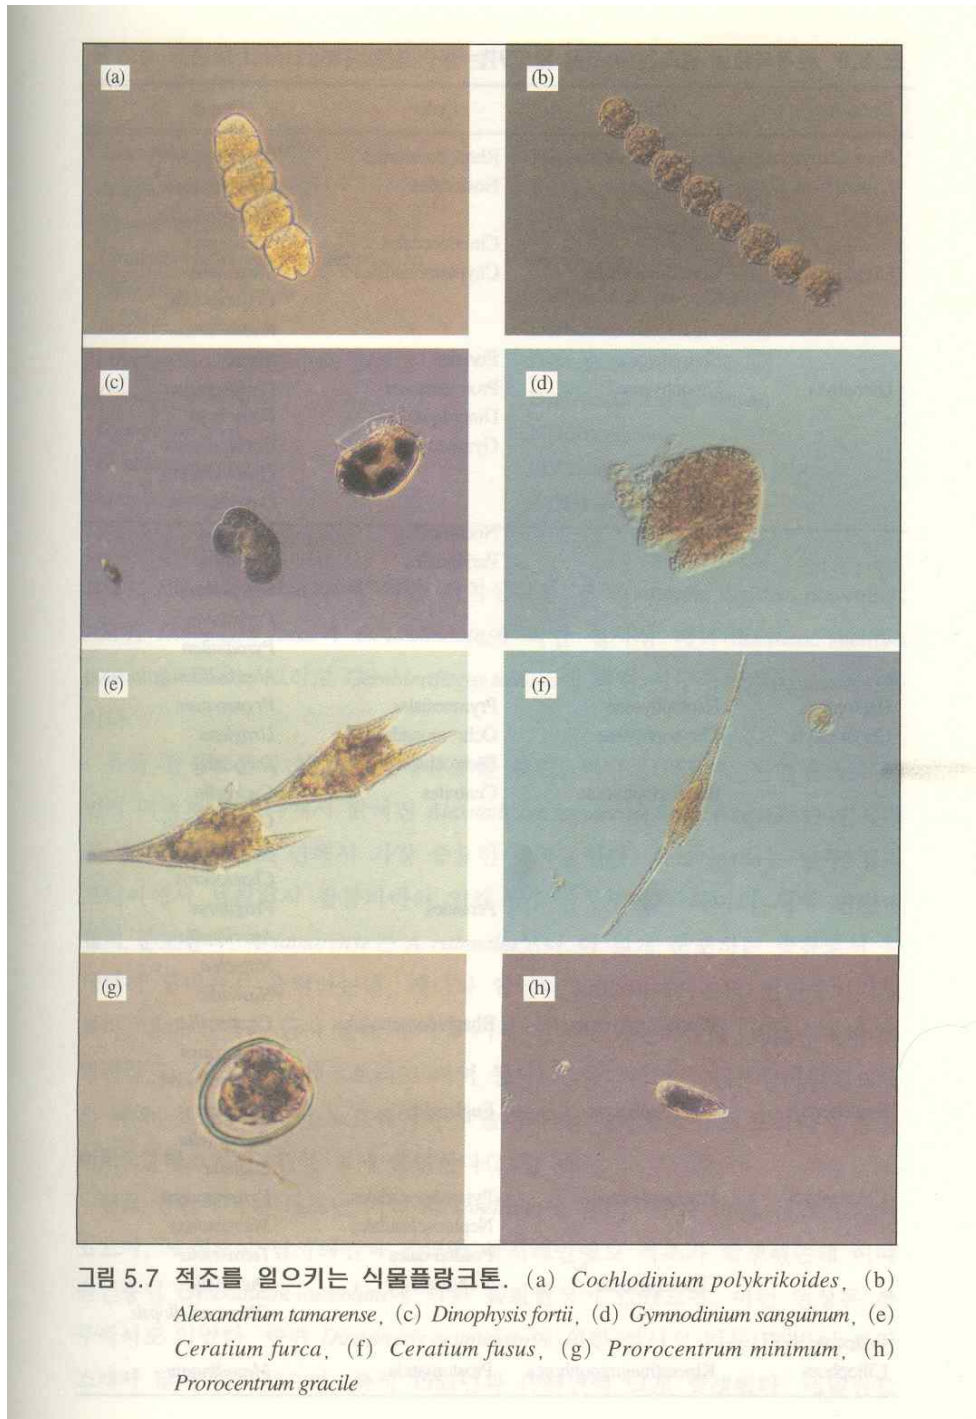 (a)
(b)
(c)
(d)
(e)
(f)
(g)
(h)
그림 5.7 적조를 일으키는 식물플랑크톤. (a) Cochlodinium polykrikoides, (b)
Alexandrium tamarense, (c) Dinophysis fortii, (d) Gymnodinium sanguinum, (e)
Ceratium furca, (f) Ceratium fusus, (g) Prorocentrum minimum, (h)
Prorocentrum gracile